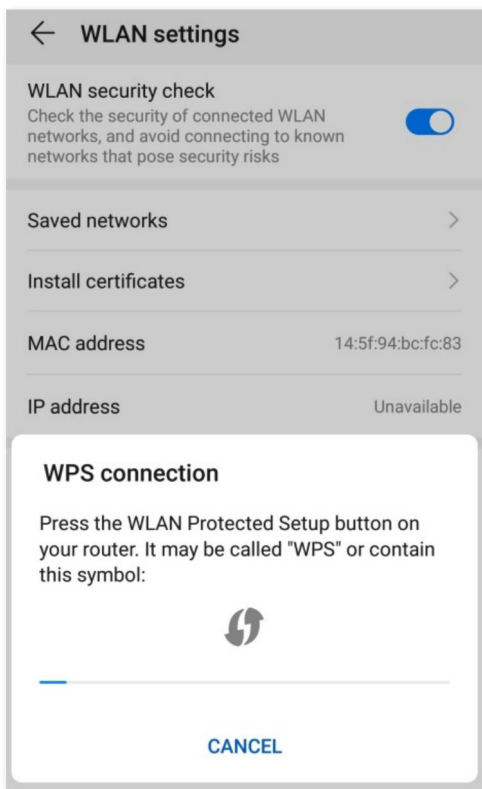 WLAN settings
WLAN security check
Check the security of connected WLAN
networks, and avoid connecting to known
networks that pose security risks
Saved networks
Install certificates
MAC address 14:5f:94:bc:fc:83
IP address Unavailable
WPS connection
Press the WLAN Protected Setup button on
your router. It may be called "WPS" or contain
this symbol:
CANCEL